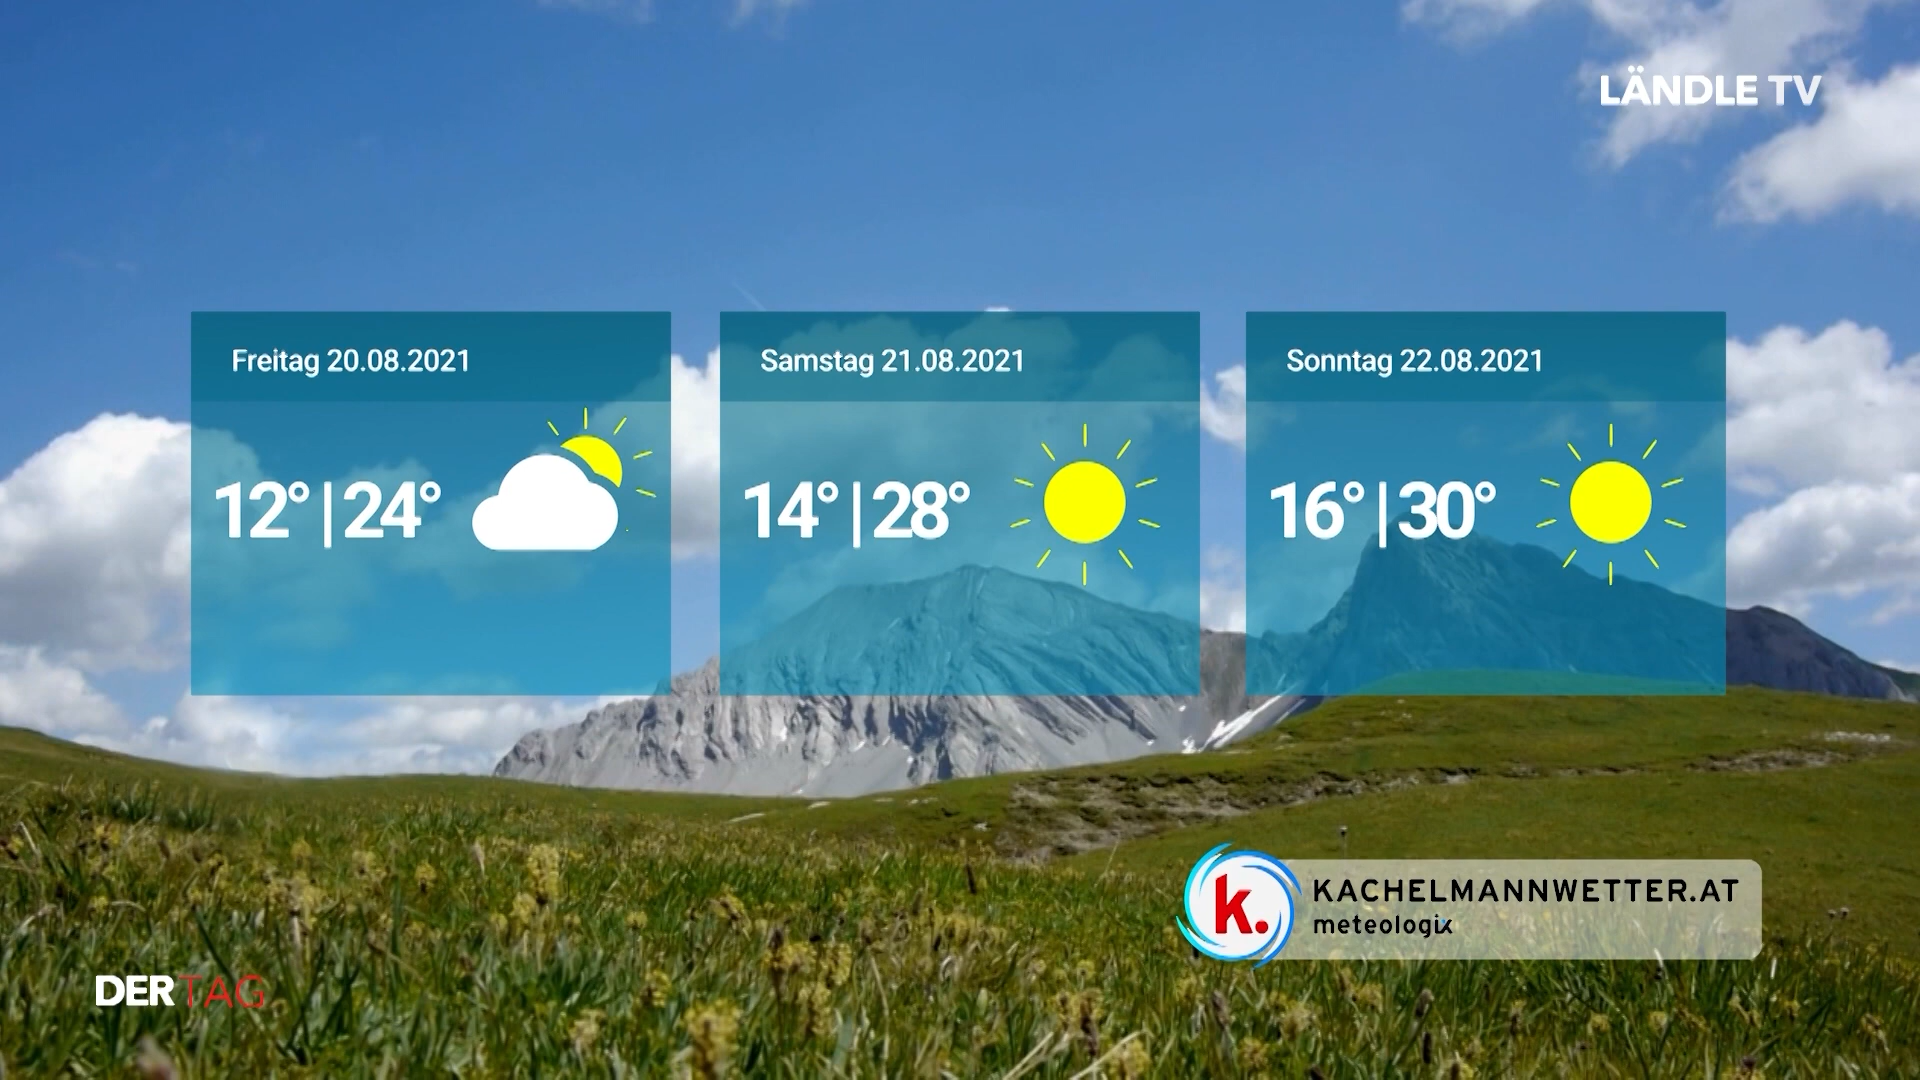 LÄNDLE TV
Freitag 20.08.2021
12°|24°
Samstag 21.08.2021
14°|28°
Sonntag 22.08.2021
16°|30°
k.
KACHELMANNWETTER.AT
meteologix
DERTAG